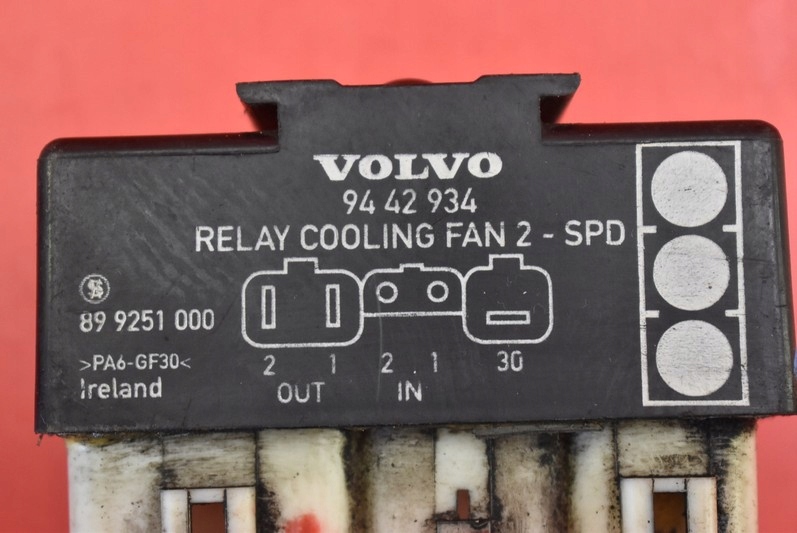 VOLVO
94 42 934
RELAY COOLING FAN 2 - SPD
89 9251 000
>PA6-GF30<
Ireland
2 1 2 1 30
OUT IN